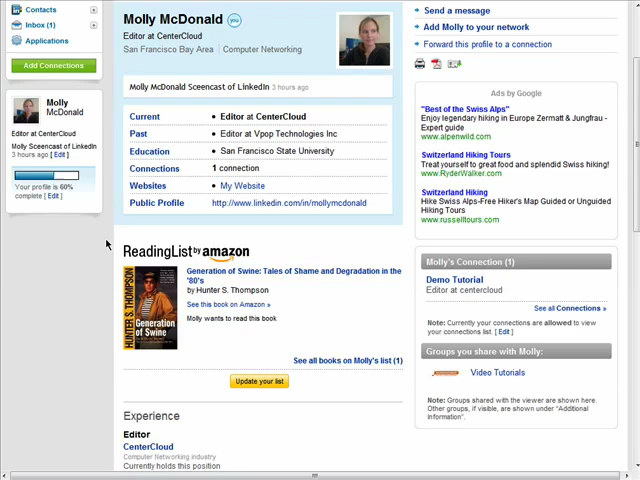 Contacts
Inbox (1)
Applications
Add Connections
Molly
McDonald
Editor at CenterCloud
Molly Sceencast of LinkedIn
3 hours ago [ Edit ]
Your profile is 60%
complete [ Edit ]
Molly McDonald you
Editor at CenterCloud
San Francisco Bay Area | Computer Networking
Molly McDonald Sceencast of LinkedIn 3 hours ago
Current • Editor at CenterCloud
Past • Editor at Vpop Technologies Inc
Education • San Francisco State University
Connections 1 connection
Websites • My Website
Public Profile http://www.linkedin.com/in/mollymcdonald
ReadingList by amazon
HUNTER S. THOMPSON
Generation of Swine
Generation of Swine: Tales of Shame and Degradation in the
'80's
by Hunter S. Thompson
See this book on Amazon »
Molly wants to read this book
See all books on Molly's list (1)
Update your list
Experience
Editor
CenterCloud
Computer Networking industry
Currently holds this position
Send a message
Add Molly to your network
Forward this profile to a connection
Ads by Google
"Best of the Swiss Alps"
Enjoy legendary hiking in Europe Zermatt & Jungfrau -
Expert guide
www.alpenwild.com
Switzerland Hiking Tours
Treat yourself to great food and splendid Swiss hiking!
www.RyderWalker.com
Switzerland Hiking
Hike Swiss Alps-Free Hiker's Map Guided or Unguided
Hiking Tours
www.russelltours.com
Molly's Connection (1)
Demo Tutorial
Editor at centercloud
See all Connections »
Note: Currently your connections are allowed to view
your connections list. [ Edit ]
Groups you share with Molly:
Video Tutorials
Note: Groups shared with the viewer are shown here.
Other groups, if visible, are shown under "Additional
Information".